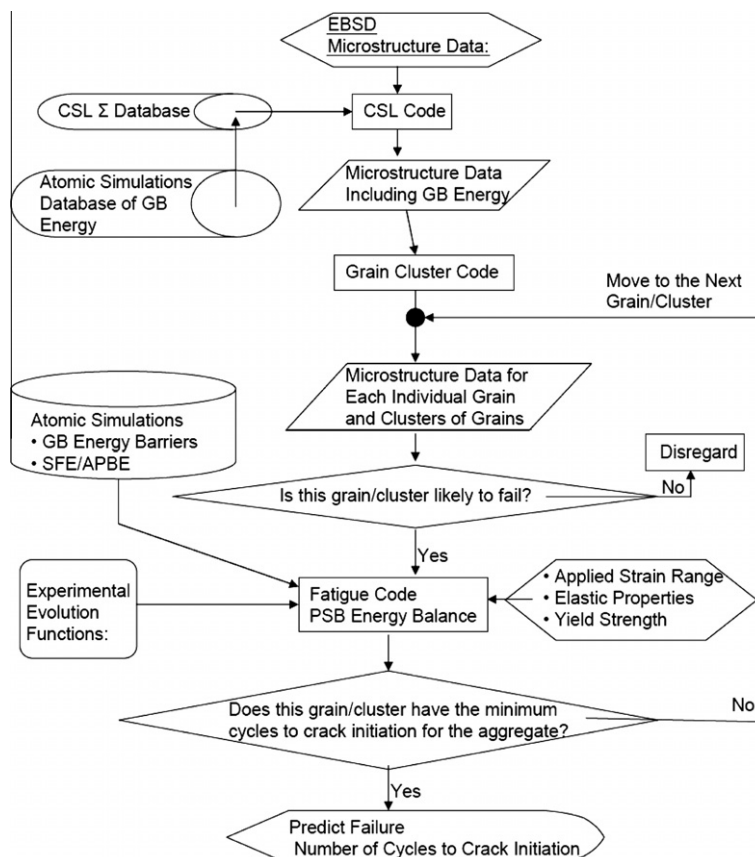 EBSD
Microstructure Data:
CSL Σ Database
CSL Code
Atomic Simulations
Database of GB
Energy
Microstructure Data
Including GB Energy
Grain Cluster Code
Move to the Next
Grain/Cluster
Microstructure Data for
Each Individual Grain
and Clusters of Grains
Atomic Simulations
• GB Energy Barriers
• SFE/APBE
Disregard
Is this grain/cluster likely to fail?
No
Yes
Experimental
Evolution
Functions:
Fatigue Code
PSB Energy Balance
• Applied Strain Range
• Elastic Properties
• Yield Strength
Does this grain/cluster have the minimum
cycles to crack initiation for the aggregate?
No
Yes
Predict Failure
Number of Cycles to Crack Initiation